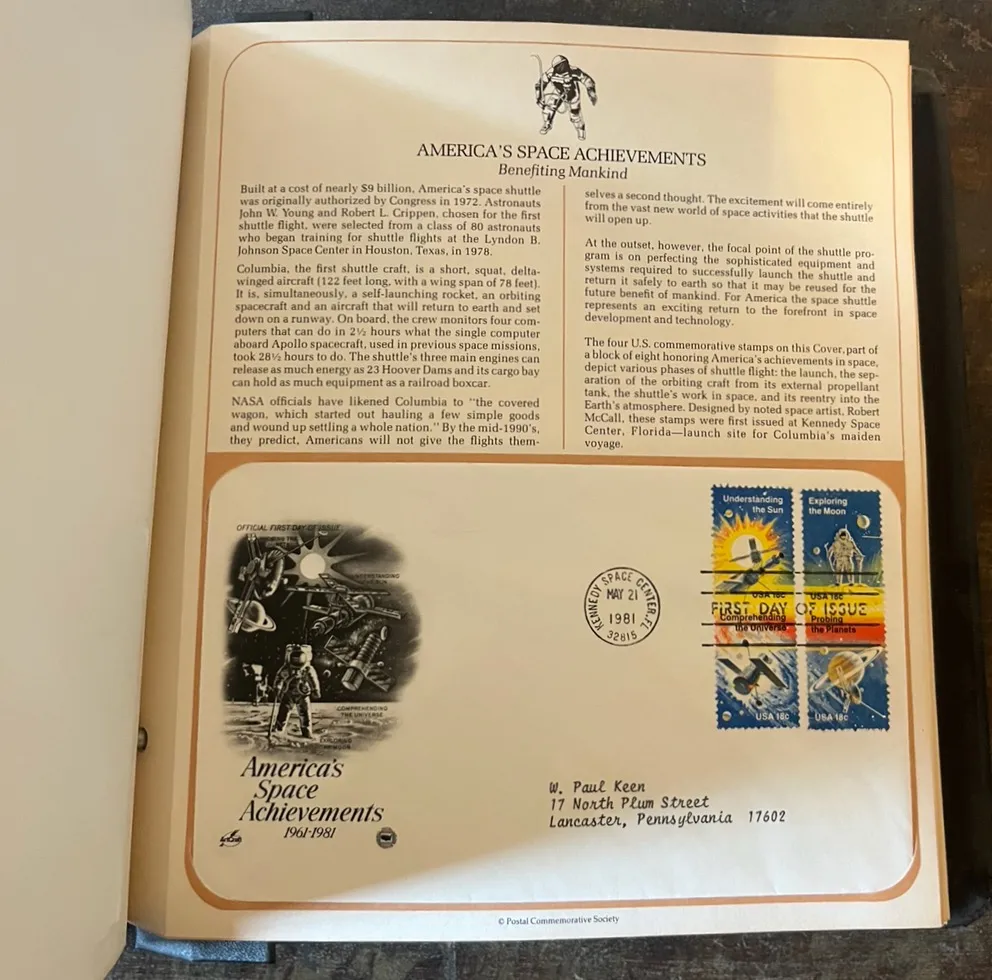 AMERICA'S SPACE ACHIEVEMENTS
Benefiting Mankind
Built at a cost of nearly $9 billion, America's space shuttle
was originally authorized by Congress in 1972. Astronauts
John W. Young and Robert L. Crippen, chosen for the first
shuttle flight, were selected from a class of 80 astronauts
who began training for shuttle flights at the Lyndon B.
Johnson Space Center in Houston, Texas, in 1978.
Columbia, the first shuttle craft, is a short, squat, delta-
winged aircraft (122 feet long, with a wing span of 78 feet).
It is, simultaneously, a self-launching rocket, an orbiting
spacecraft and an aircraft that will return to earth and set
down on a runway. On board, the crew monitors four com-
puters that can do in 2½ hours what the single computer
aboard Apollo spacecraft, used in previous space missions,
took 28½ hours to do. The shuttle's three main engines can
release as much energy as 23 Hoover Dams and its cargo bay
can hold as much equipment as a railroad boxcar.
NASA officials have likened Columbia to "the covered
wagon, which started out hauling a few simple goods
and wound up settling a whole nation." By the mid-1990's,
they predict, Americans will not give the flights them-
selves a second thought. The excitement will come entirely
from the vast new world of space activities that the shuttle
will open up.
At the outset, however, the focal point of the shuttle pro-
gram is on perfecting the sophisticated equipment and
systems required to successfully launch the shuttle and
return it safely to earth so that it may be reused for the
future benefit of mankind. For America the space shuttle
represents an exciting return to the forefront in space
development and technology.
The four U.S. commemorative stamps on this Cover, part of
a block of eight honoring America's achievements in space,
depict various phases of shuttle flight: the launch, the sep-
aration of the orbiting craft from its external propellant
tank, the shuttle's work in space, and its reentry into the
Earth's atmosphere. Designed by noted space artist, Robert
McCall, these stamps were first issued at Kennedy Space
Center, Florida—launch site for Columbia's maiden
voyage.
OFFICIAL FIRST DAY OF ISSUE
UNDERSTANDING
THE SUN
COMPREHENDING
THE UNIVERSE
America's
Space
Achievements
1961-1981
ArtCraft
KENNEDY SPACE CENTER, FL
MAY 21
1981
32815
Understanding
the Sun
USA 18c
Exploring
the Moon
USA 18c
FIRST DAY OF ISSUE
Comprehending
the Universe
USA 18c
Probing
the Planets
USA 18c
W. Paul Keen
17 North Plum Street
Lancaster, Pennsylvania 17602
© Postal Commemorative Society